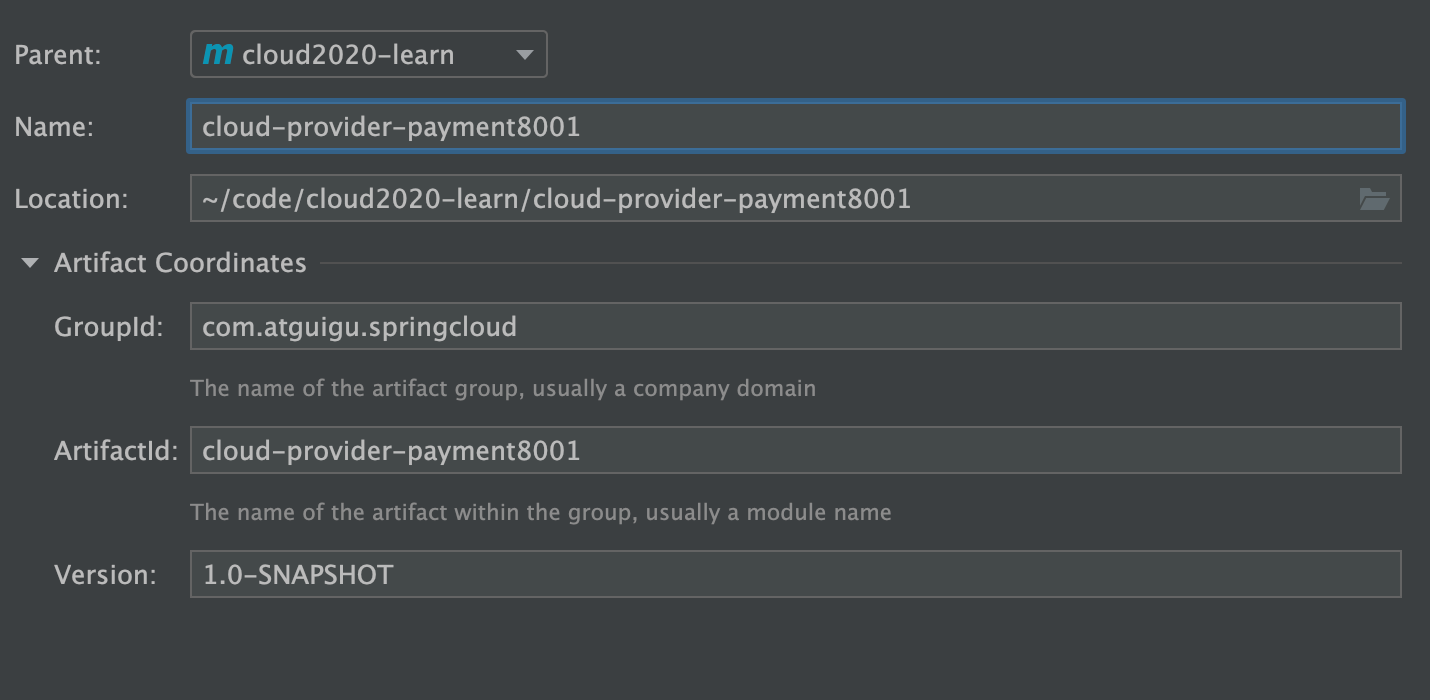 Parent: m cloud2020-learn
Name: cloud-provider-payment8001
Location: ~/code/cloud2020-learn/cloud-provider-payment8001
Artifact Coordinates
GroupId: com.atguigu.springcloud
The name of the artifact group, usually a company domain
ArtifactId: cloud-provider-payment8001
The name of the artifact within the group, usually a module name
Version: 1.0-SNAPSHOT